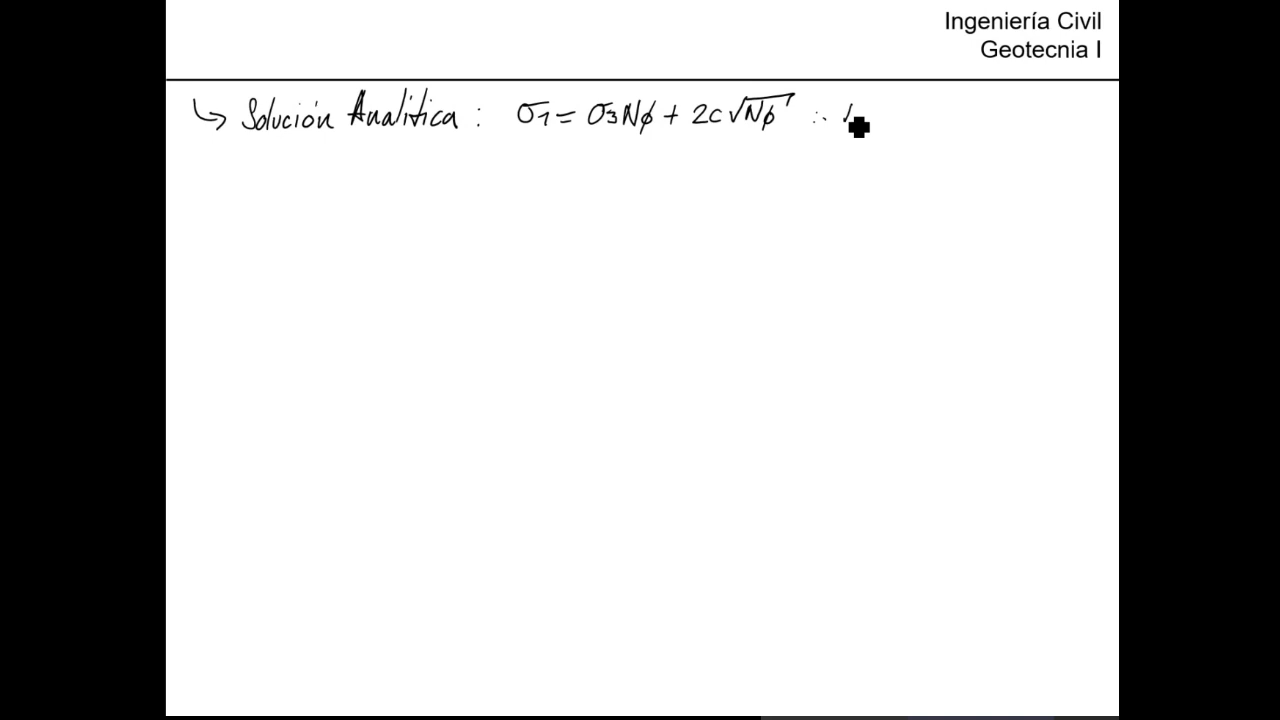 Ingeniería Civil
Geotecnia I
↳ Solución Analítica : σ1 = σ3Nϕ + 2c√Nϕ ∴